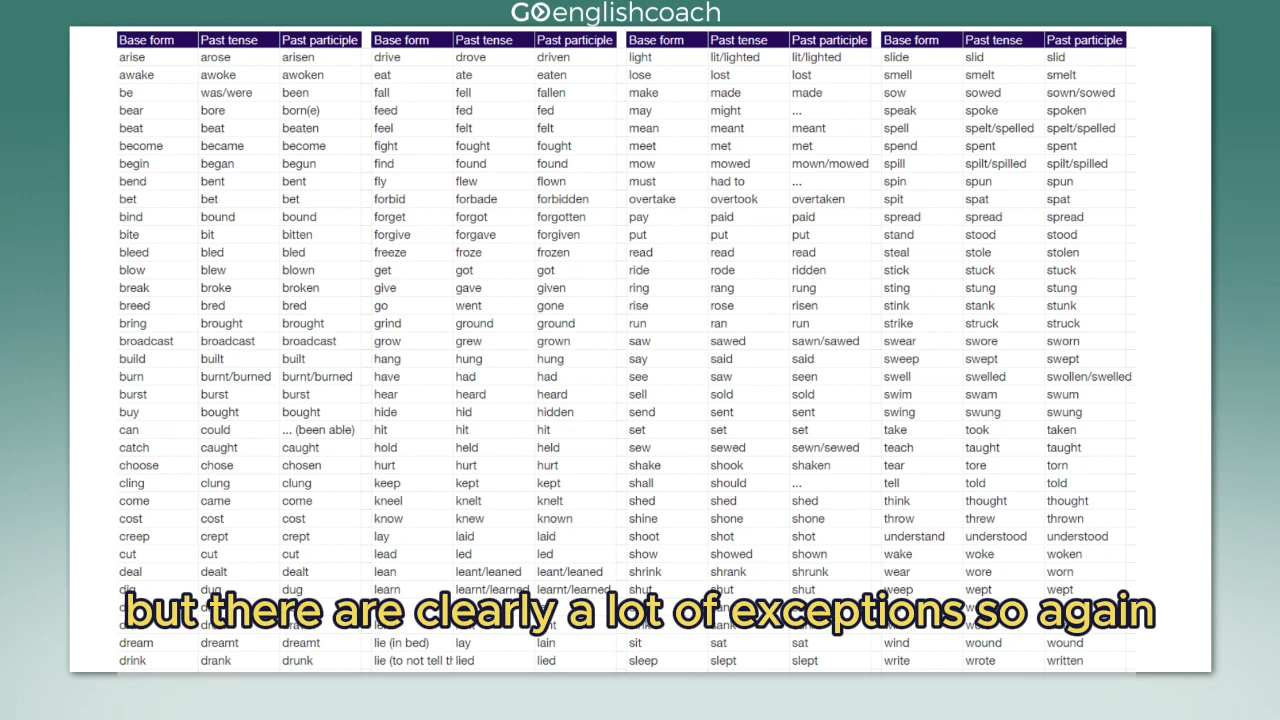 GO englishcoach
Base form Past tense Past participle Base form Past tense Past participle Base form Past tense Past participle Base form Past tense Past participle
arise arose arisen drive drove driven light lit/lighted lit/lighted slide slid slid
awake awoke awoken eat ate eaten lose lost lost smell smelt smelt
be was/were been fall fell fallen make made made sow sowed sown/sowed
bear bore born(e) feed fed fed may might ... speak spoke spoken
beat beat beaten feel felt felt mean meant meant spell spelt/spelled spelt/spelled
become became become fight fought fought meet met met spend spent spent
begin began begun find found found mow mowed mown/mowed spill spilt/spilled spilt/spilled
bend bent bent fly flew flown must had to ... spin spun spun
bet bet bet forbid forbade forbidden overtake overtook overtaken spit spat spat
bind bound bound forget forgot forgotten pay paid paid spread spread spread
bite bit bitten forgive forgave forgiven put put put stand stood stood
bleed bled bled freeze froze frozen read read read steal stole stolen
blow blew blown get got got ride rode ridden stick stuck stuck
break broke broken give gave given ring rang rung sting stung stung
breed bred bred go went gone rise rose risen stink stank stunk
bring brought brought grind ground ground run ran run strike struck struck
broadcast broadcast broadcast grow grew grown saw sawed sawn/sawed swear swore sworn
build built built hang hung hung say said said sweep swept swept
burn burnt/burned burnt/burned have had had see saw seen swell swelled swollen/swelled
burst burst burst hear heard heard sell sold sold swim swam swum
buy bought bought hide hid hidden send sent sent swing swung swung
can could ... (been able) hit hit hit set set set take took taken
catch caught caught hold held held sew sewed sewn/sewed teach taught taught
choose chose chosen hurt hurt hurt shake shook shaken tear tore torn
cling clung clung keep kept kept shall should ... tell told told
come came come kneel knelt knelt shed shed shed think thought thought
cost cost cost know knew known shine shone shone throw threw thrown
creep crept crept lay laid laid shoot shot shot understand understood understood
cut cut cut lead led led show showed shown wake woke woken
deal dealt dealt lean leant/leaned leant/leaned shrink shrank shrunk wear wore worn
dig dug dug learn learnt/learned learnt/learned shut shut shut weep wept wept
but there are clearly a lot of exceptions so again
dream dreamt dreamt lie (in bed) lay lain sit sat sat wind wound wound
drink drank drunk lie (to not tell lied lied sleep slept slept write wrote written